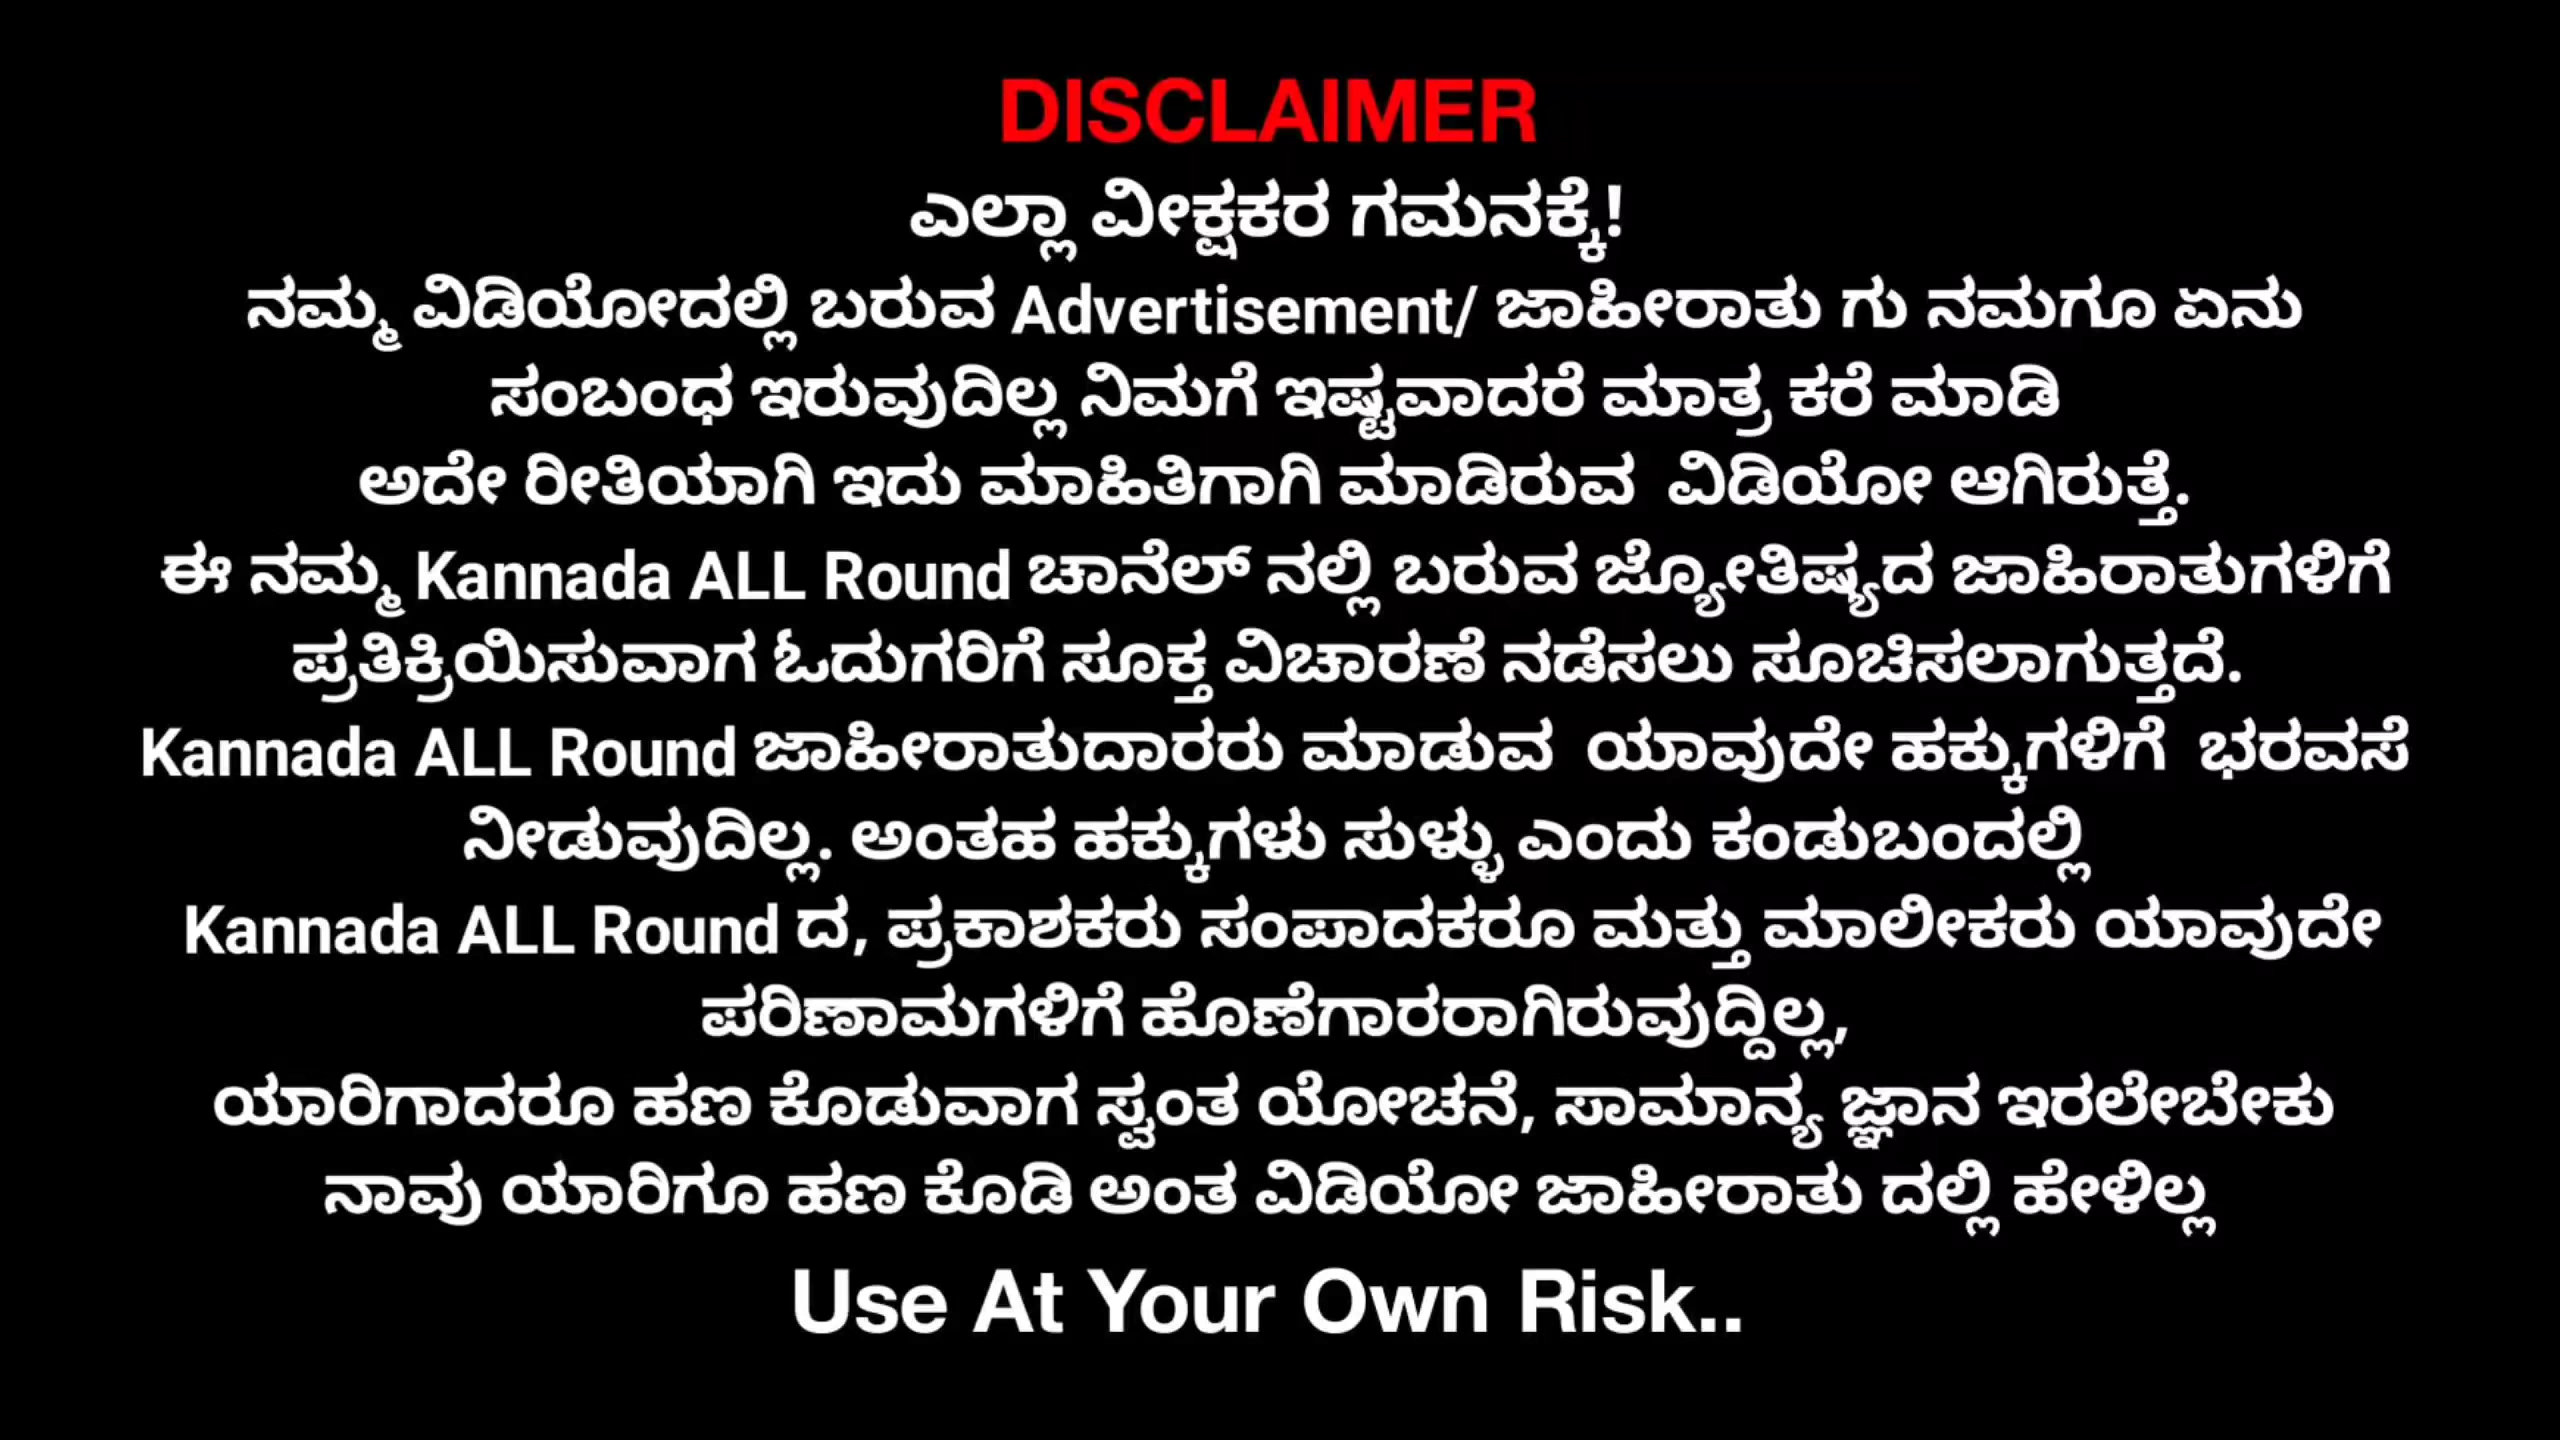 DISCLAIMER
ಎಲ್ಲಾ ವೀಕ್ಷಕರ ಗಮನಕ್ಕೆ!
ನಮ್ಮ ವಿಡಿಯೋದಲ್ಲಿ ಬರುವ Advertisement/ ಜಾಹೀರಾತು ಗು ನಮಗೂ ಏನು
ಸಂಬಂಧ ಇರುವುದಿಲ್ಲ ನಿಮಗೆ ಇಷ್ಟವಾದರೆ ಮಾತ್ರ ಕರೆ ಮಾಡಿ
ಅದೇ ರೀತಿಯಾಗಿ ಇದು ಮಾಹಿತಿಗಾಗಿ ಮಾಡಿರುವ ವಿಡಿಯೋ ಆಗಿರುತ್ತೆ.
ಈ ನಮ್ಮ Kannada ALL Round ಚಾನೆಲ್ ನಲ್ಲಿ ಬರುವ ಜ್ಯೋತಿಷ್ಯದ ಜಾಹಿರಾತುಗಳಿಗೆ
ಪ್ರತಿಕ್ರಿಯಿಸುವಾಗ ಓದುಗರಿಗೆ ಸೂಕ್ತ ವಿಚಾರಣೆ ನಡೆಸಲು ಸೂಚಿಸಲಾಗುತ್ತದೆ.
Kannada ALL Round ಜಾಹೀರಾತುದಾರರು ಮಾಡುವ ಯಾವುದೇ ಹಕ್ಕುಗಳಿಗೆ ಭರವಸೆ
ನೀಡುವುದಿಲ್ಲ. ಅಂತಹ ಹಕ್ಕುಗಳು ಸುಳ್ಳು ಎಂದು ಕಂಡುಬಂದಲ್ಲಿ
Kannada ALL Round ದ, ಪ್ರಕಾಶಕರು ಸಂಪಾದಕರೂ ಮತ್ತು ಮಾಲೀಕರು ಯಾವುದೇ
ಪರಿಣಾಮಗಳಿಗೆ ಹೊಣೆಗಾರರಾಗಿರುವುದ್ದಿಲ್ಲ,
ಯಾರಿಗಾದರೂ ಹಣ ಕೊಡುವಾಗ ಸ್ವಂತ ಯೋಚನೆ, ಸಾಮಾನ್ಯ ಜ್ಞಾನ ಇರಲೇಬೇಕು
ನಾವು ಯಾರಿಗೂ ಹಣ ಕೊಡಿ ಅಂತ ವಿಡಿಯೋ ಜಾಹೀರಾತು ದಲ್ಲಿ ಹೇಳಿಲ್ಲ
Use At Your Own Risk..